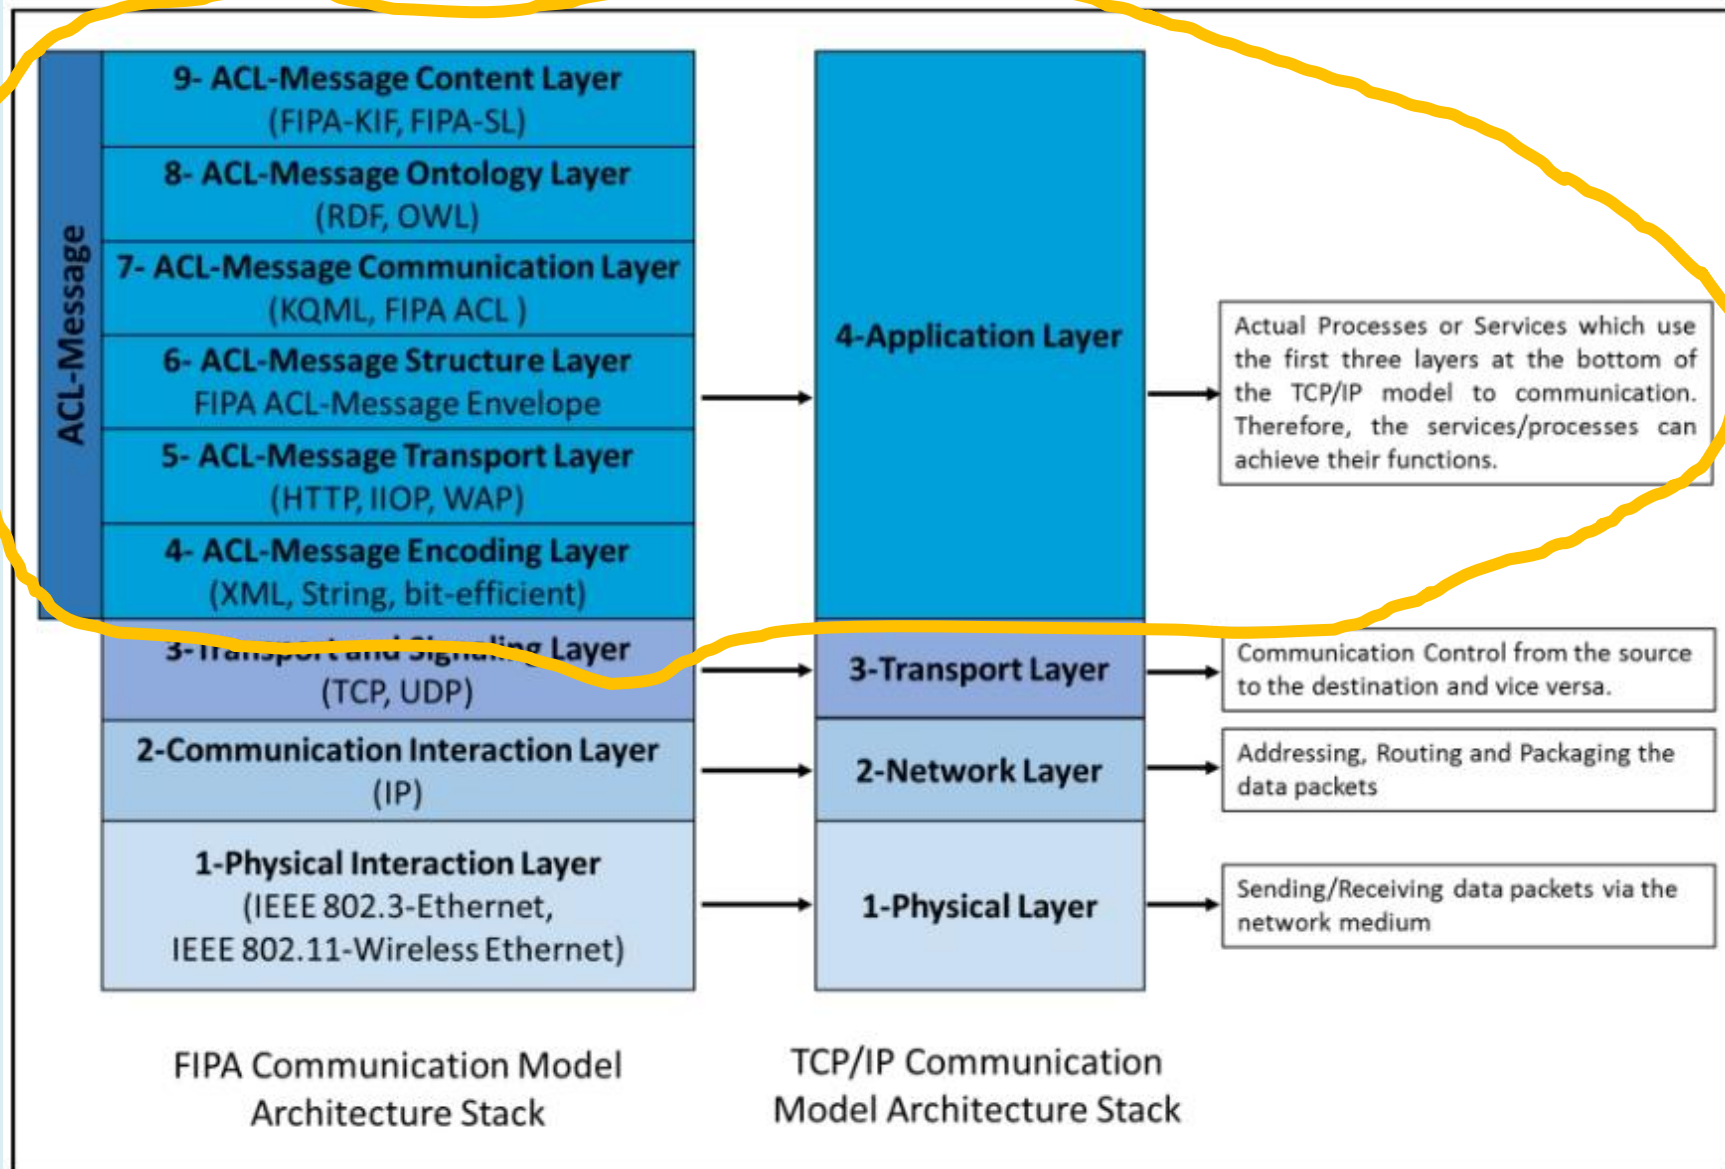 ACL-Message
9- ACL-Message Content Layer
(FIPA-KIF, FIPA-SL)
8- ACL-Message Ontology Layer
(RDF, OWL)
7- ACL-Message Communication Layer
(KQML, FIPA ACL )
6- ACL-Message Structure Layer
FIPA ACL-Message Envelope
5- ACL-Message Transport Layer
(HTTP, IIOP, WAP)
4- ACL-Message Encoding Layer
(XML, String, bit-efficient)
3-Transport and Signaling Layer
(TCP, UDP)
2-Communication Interaction Layer
(IP)
1-Physical Interaction Layer
(IEEE 802.3-Ethernet,
IEEE 802.11-Wireless Ethernet)
FIPA Communication Model
Architecture Stack
4-Application Layer
3-Transport Layer
2-Network Layer
1-Physical Layer
TCP/IP Communication
Model Architecture Stack
Actual Processes or Services which use
the first three layers at the bottom of
the TCP/IP model to communication.
Therefore, the services/processes can
achieve their functions.
Communication Control from the source
to the destination and vice versa.
Addressing, Routing and Packaging the
data packets
Sending/Receiving data packets via the
network medium